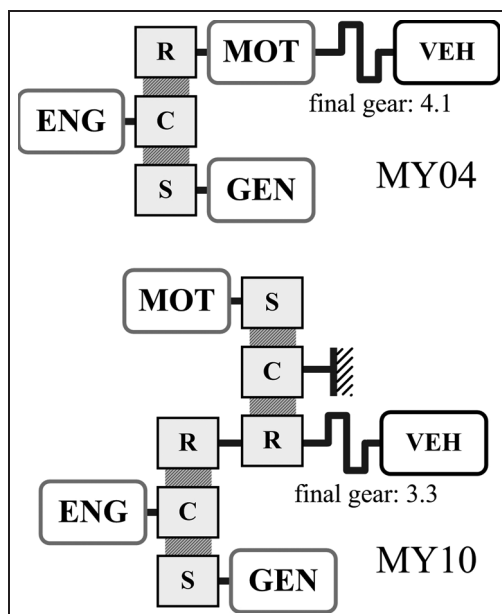 R MOT VEH
final gear: 4.1
ENG C
MY04
S GEN
MOT S
C
R R VEH
final gear: 3.3
ENG C
MY10
S GEN